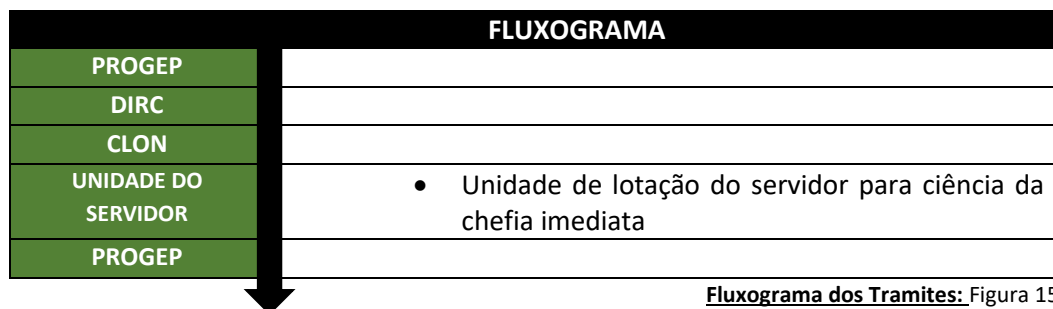 FLUXOGRAMA
PROGEP
DIRC
CLON
UNIDADE DO
SERVIDOR
• Unidade de lotação do servidor para ciência da
chefia imediata
PROGEP
Fluxograma dos Tramites: Figura 15